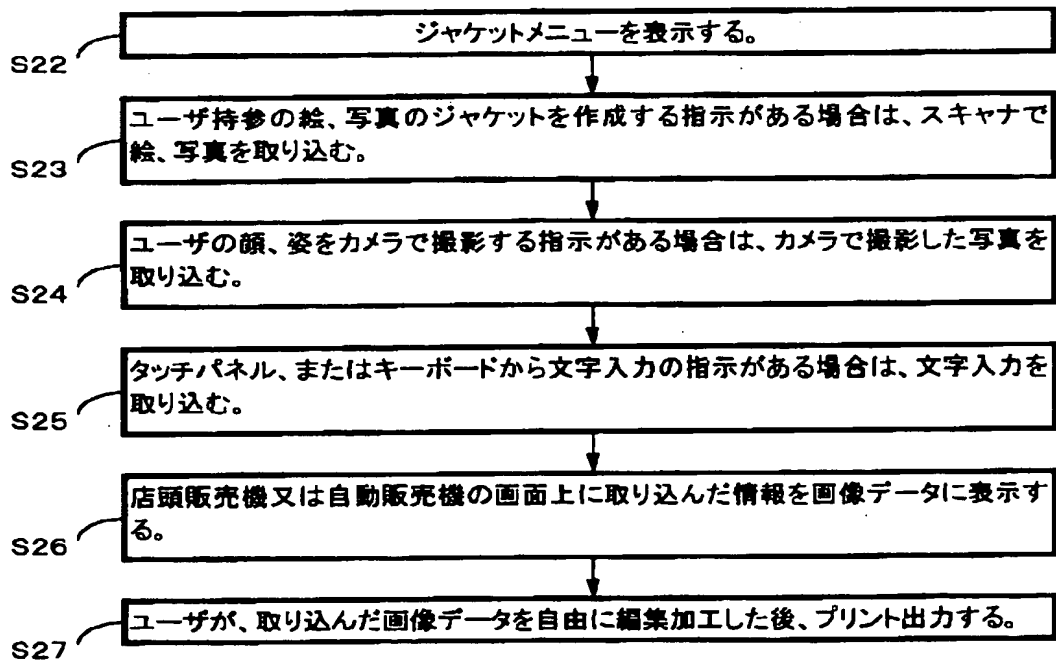 ジャケットメニューを表示する。
S22
ユーザ持参の絵、写真のジャケットを作成する指示がある場合は、スキャナで
絵、写真を取り込む。
S23
ユーザの顔、姿をカメラで撮影する指示がある場合は、カメラで撮影した写真を
取り込む。
S24
タッチパネル、またはキーボードから文字入力の指示がある場合は、文字入力を
取り込む。
S25
店頭販売機又は自動販売機の画面上に取り込んだ情報を画像データに表示す
る。
S26
ユーザが、取り込んだ画像データを自由に編集加工した後、プリント出力する。
S27